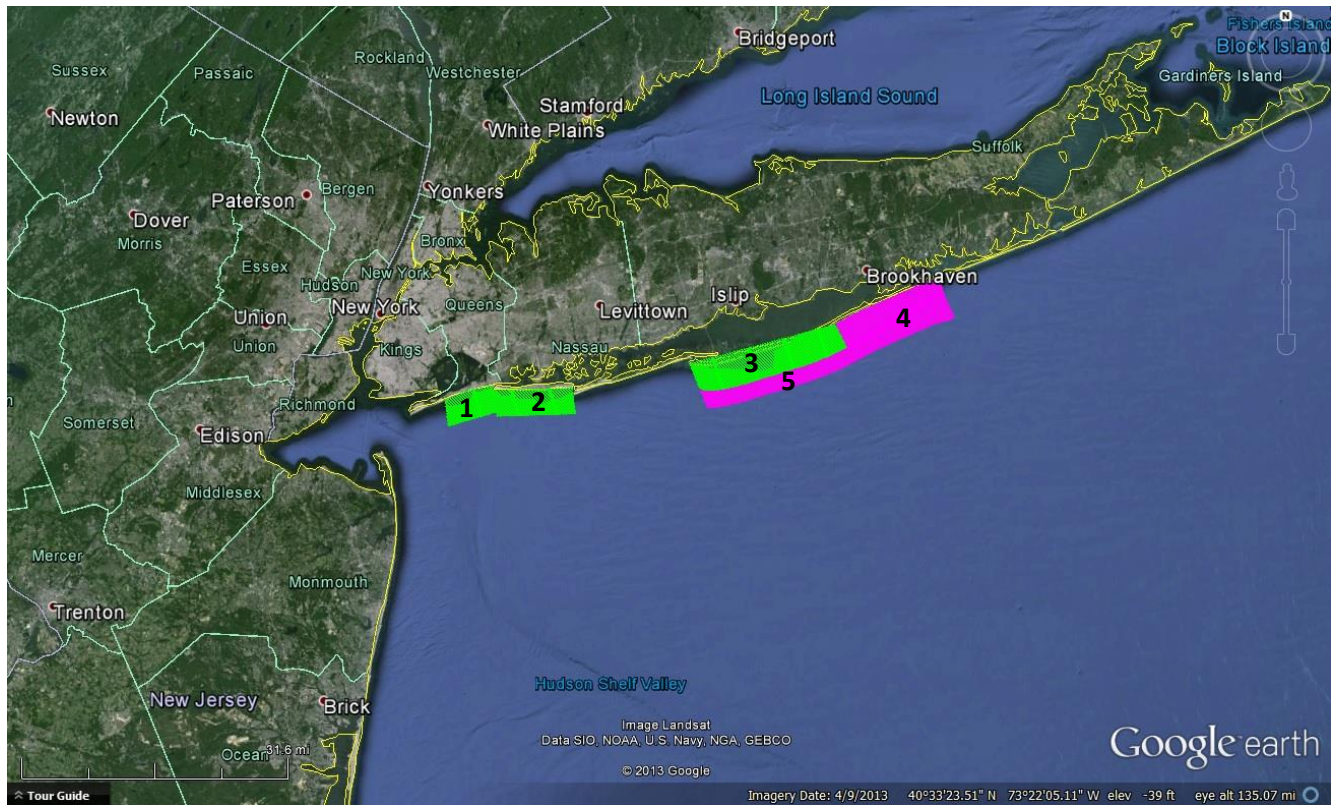 N
Fishers Island
Block Island
Bridgeport
Rockland
Sussex
Passaic
Westchester
Gardiners Island
Long Island Sound
Stamford
Newton
White Plains
Suffolk
Bergen
Yonkers
Paterson
Dover
Morris
Bronx
Essex
New York
Hudson
Brookhaven
Queens
Islip
New York
Levittown
Union
4
Union
Kings
Nassau
3
5
Richmond
1
2
Somerset
Edison
Middlesex
Mercer
Monmouth
Trenton
Hudson Shelf Valley
New Jersey
Brick
Image Landsat
Data SIO, NOAA, U.S. Navy, NGA, GEBCO
Ocean
31.6 mi
Google earth
© 2013 Google
Tour Guide
Imagery Date: 4/9/2013 40°33'23.51" N 73°22'05.11" W elev -39 ft eye alt 135.07 mi